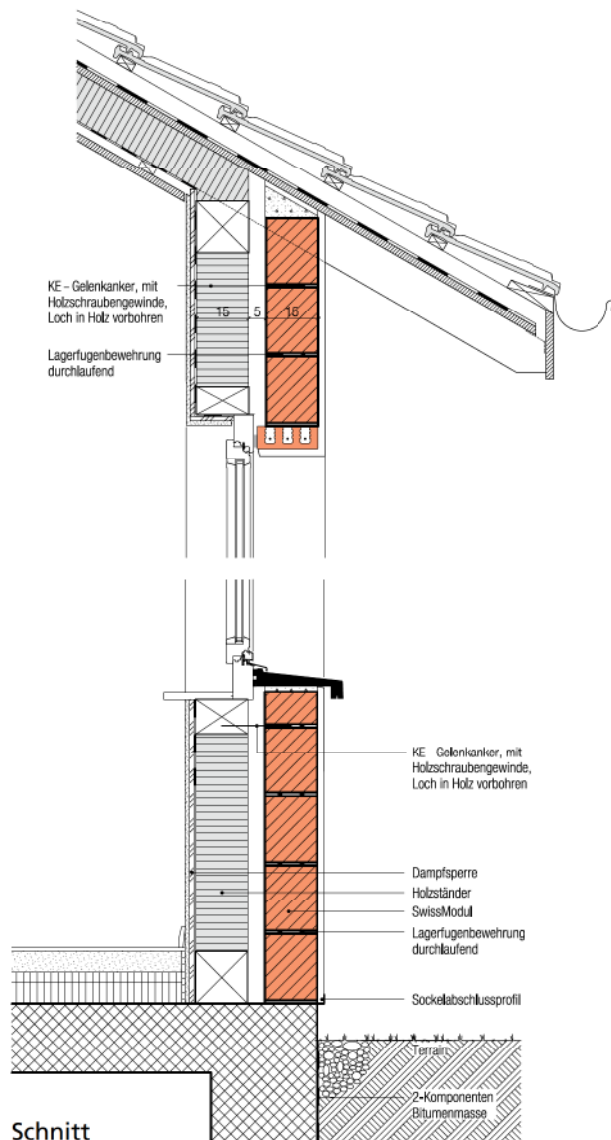 KE – Gelenkanker, mit
Holzschraubengewinde,
Loch in Holz vorbohren
15 5 15
Lagerfugenbewehrung
durchlaufend
KE Gelenkanker, mit
Holzschraubengewinde,
Loch in Holz vorbohren
Dampfsperre
Holzständer
SwissModul
Lagerfugenbewehrung
durchlaufend
Sockelabschlussprofil
Terrain
2-Komponenten
Bitumenmasse
Schnitt